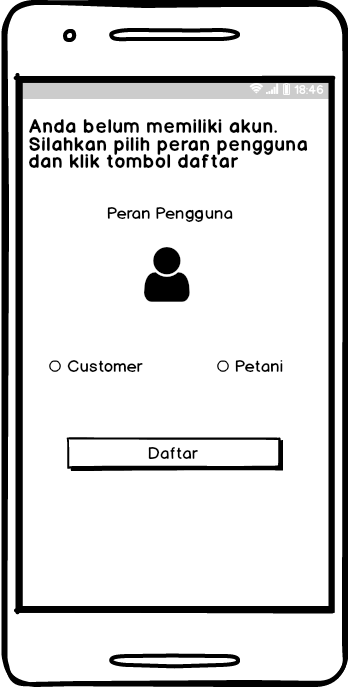 18:46
Anda belum memiliki akun.
Silahkan pilih peran pengguna
dan klik tombol daftar
Peran Pengguna
Customer Petani
Daftar